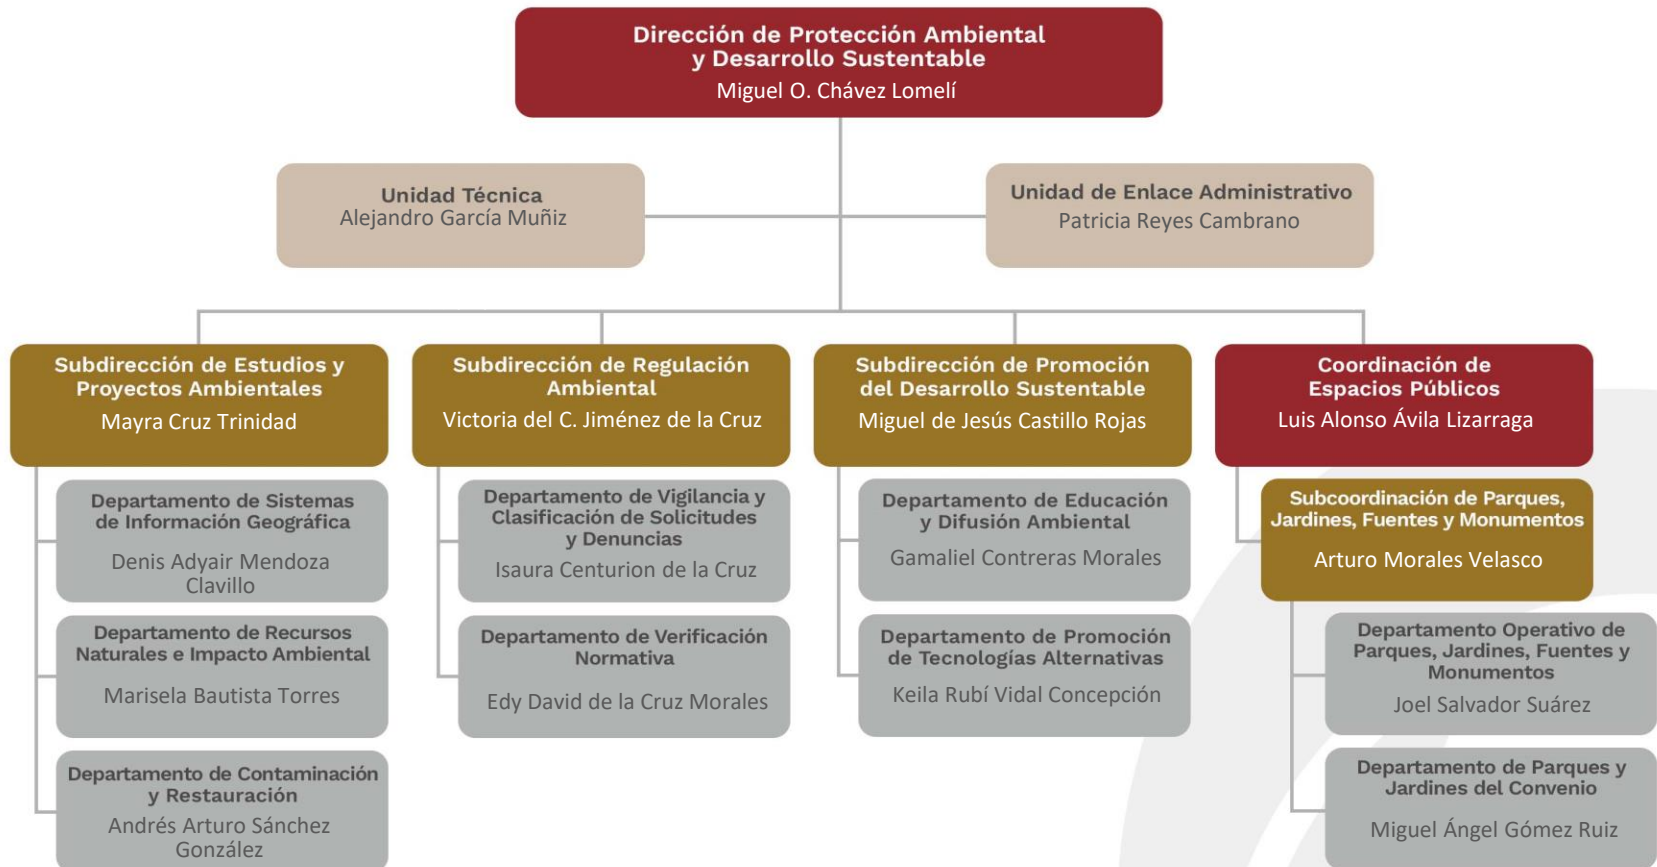 Dirección de Protección Ambiental
y Desarrollo Sustentable
Miguel O. Chávez Lomelí
Unidad Técnica
Alejandro García Muñiz
Unidad de Enlace Administrativo
Patricia Reyes Cambrano
Subdirección de Estudios y
Proyectos Ambientales
Mayra Cruz Trinidad
Subdirección de Regulación
Ambiental
Victoria del C. Jiménez de la Cruz
Subdirección de Promoción
del Desarrollo Sustentable
Miguel de Jesús Castillo Rojas
Coordinación de
Espacios Públicos
Luis Alonso Ávila Lizarraga
Departamento de Sistemas
de Información Geográfica
Denis Adyair Mendoza
Clavillo
Departamento de Vigilancia y
Clasificación de Solicitudes
y Denuncias
Isaura Centurion de la Cruz
Departamento de Educación
y Difusión Ambiental
Gamaliel Contreras Morales
Subcoordinación de Parques,
Jardines, Fuentes y Monumentos
Arturo Morales Velasco
Departamento de Recursos
Naturales e Impacto Ambiental
Marisela Bautista Torres
Departamento de Verificación
Normativa
Edy David de la Cruz Morales
Departamento de Promoción
de Tecnologías Alternativas
Keila Rubí Vidal Concepción
Departamento Operativo de
Parques, Jardines, Fuentes y
Monumentos
Joel Salvador Suárez
Departamento de Contaminación
y Restauración
Andrés Arturo Sánchez
González
Departamento de Parques y
Jardines del Convenio
Miguel Ángel Gómez Ruiz